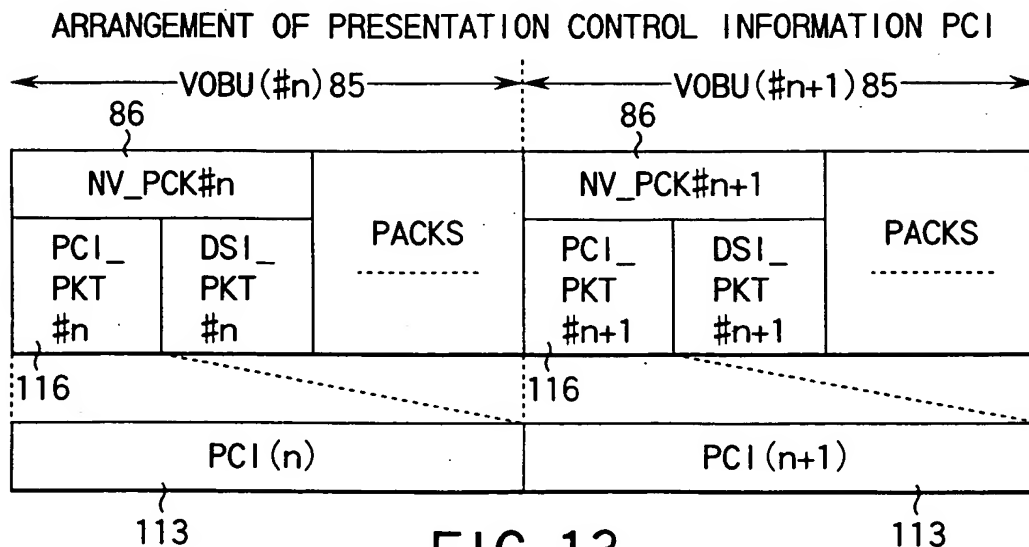 ARRANGEMENT OF PRESENTATION CONTROL INFORMATION PCI
VOBU(#n)85 VOBU(#n+1)85
86 86
NV_PCK#n NV_PCK#n+1
PCI_ DSI_ PACKS PCI_ DSI_ PACKS
PKT PKT PKT PKT
#n #n #n+1 #n+1
116 116
PCI(n) PCI(n+1)
113 113